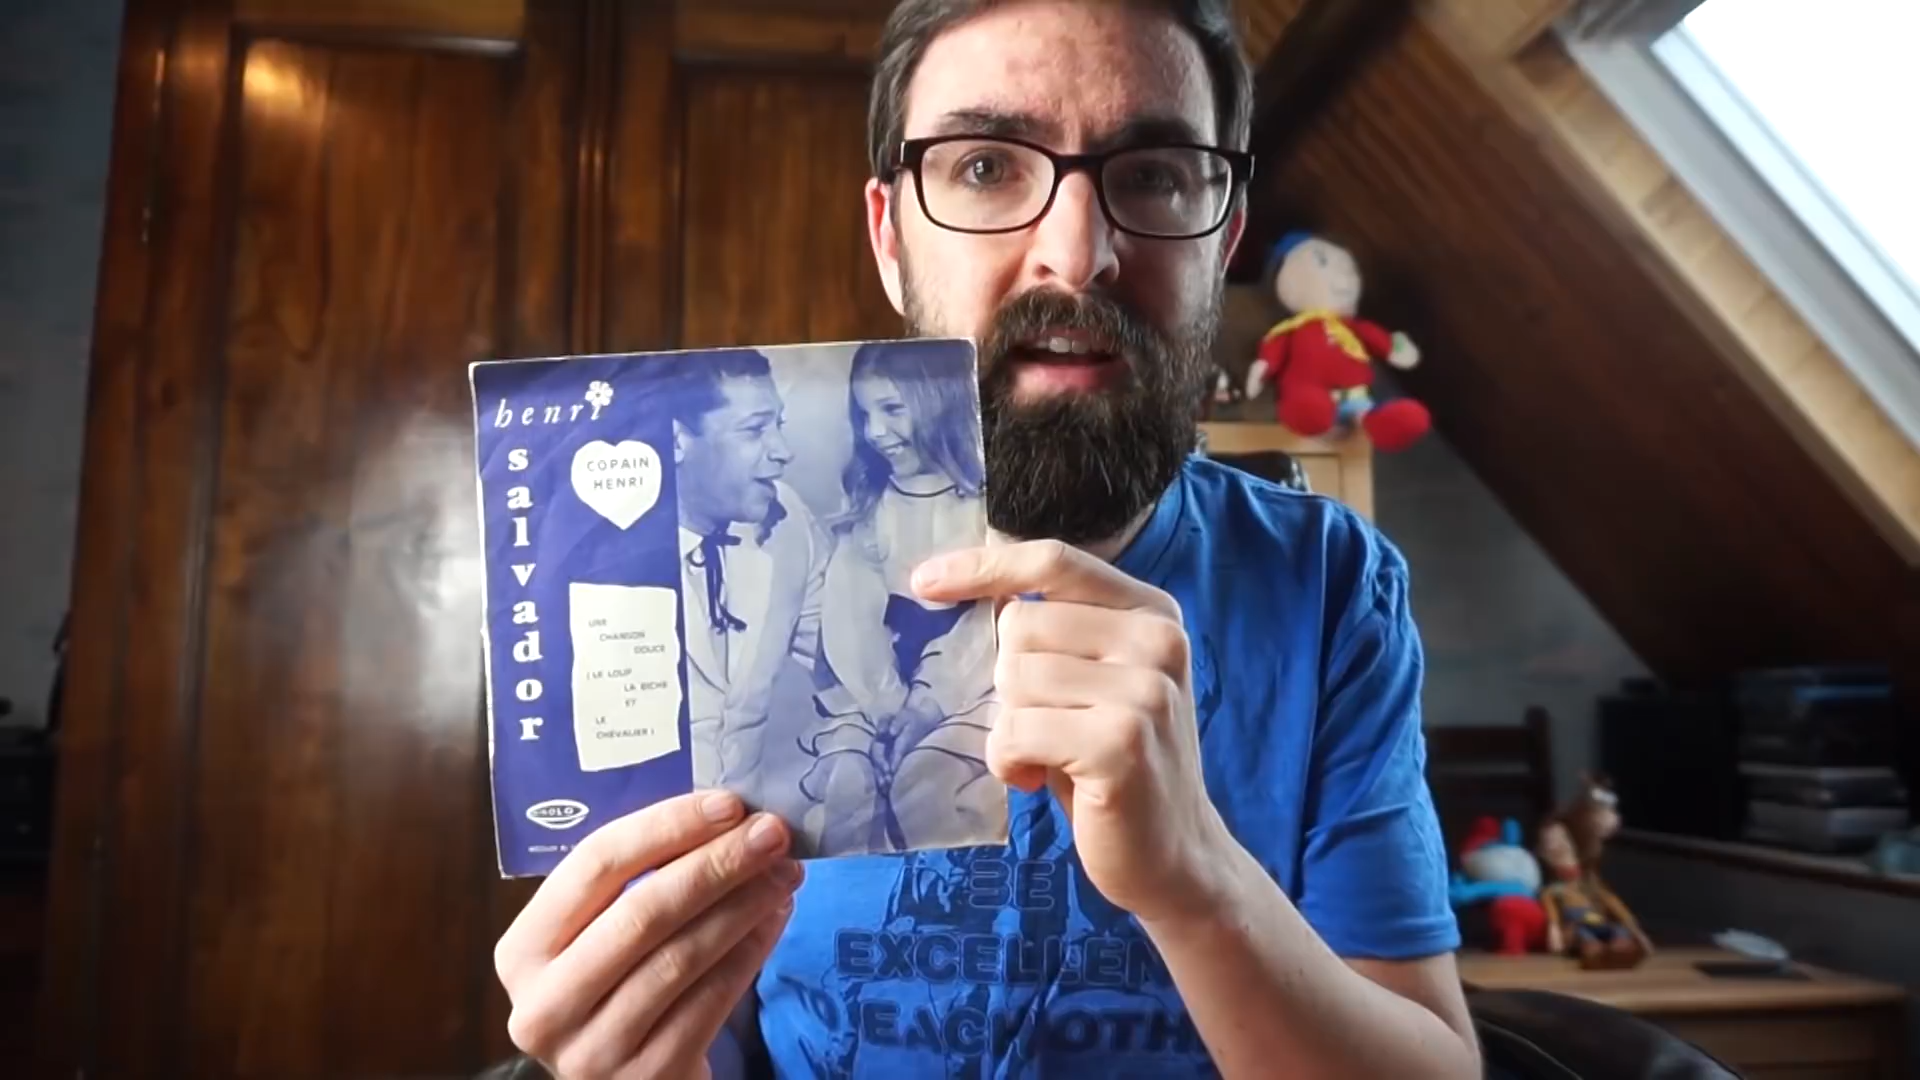 henri
salvador
COPAIN
HENRI
UNE
CHANSON
DOUCE
( LE LOUP
LA BICHE
ET
LE
CHEVALIER )
BE
EXCELLEN
EACH OTH